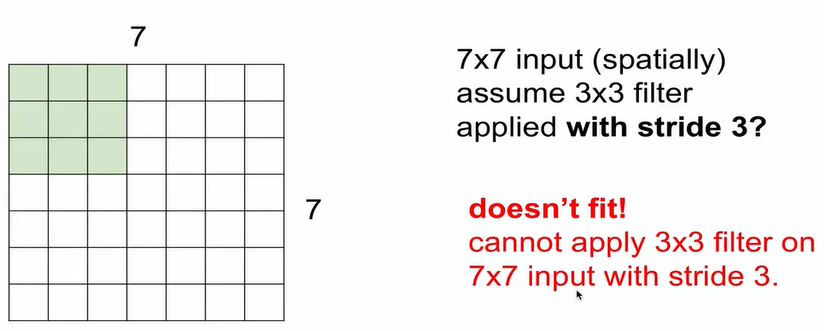 7
7x7 input (spatially)
assume 3x3 filter
applied with stride 3?
7
doesn’t fit!
cannot apply 3x3 filter on
7x7 input with stride 3.